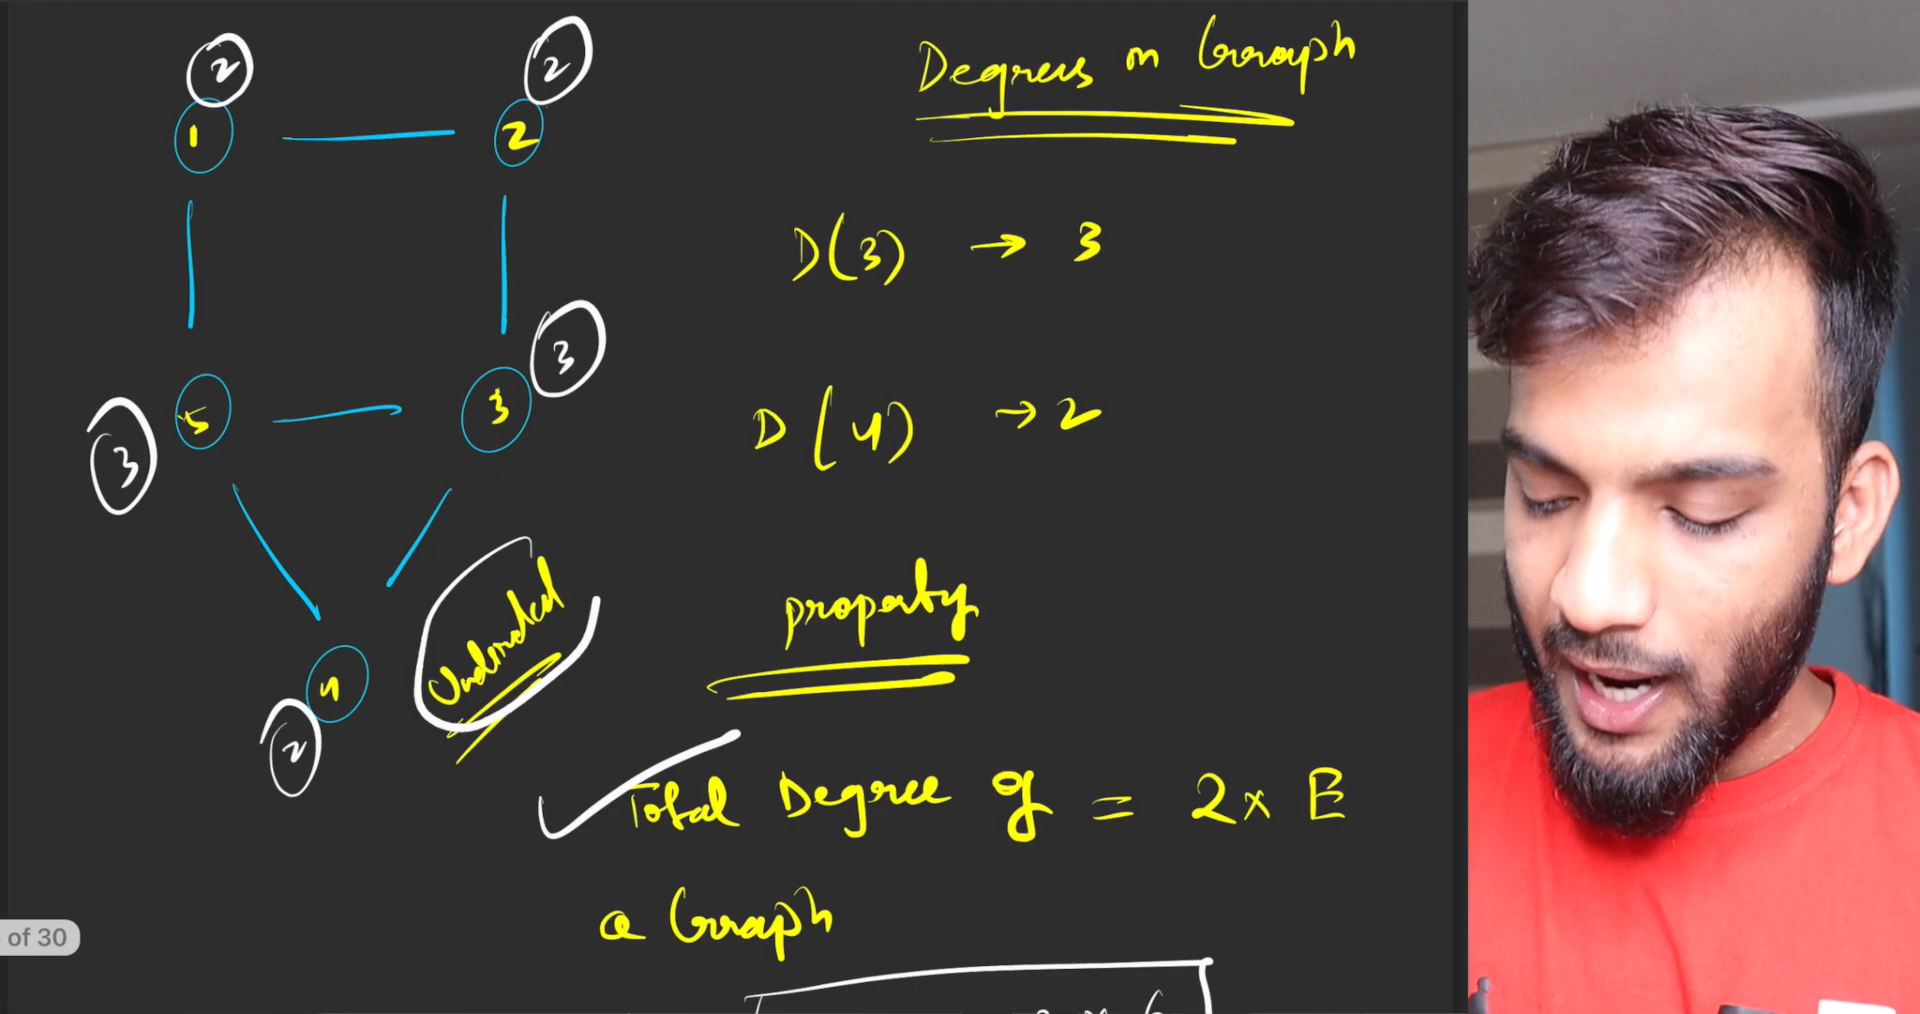 2
2
Degrees in Graph
1
2
D(3) → 3
3
5
3
3
D(4) → 2
Undirected
property
4
2
Total Degree of = 2 x E
a Graph
of 30